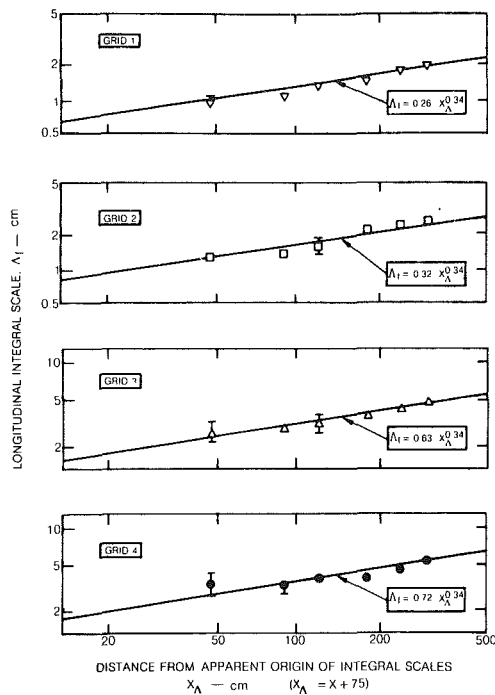 LONGITUDINAL INTEGRAL SCALE, Λf — cm
5
GRID 1
2
1
0.5
Λf = 0 26 XΛ^0 34
5
GRID 2
2
1
0.5
Λf = 0 32 XΛ^0 34
10
GRID 3
5
2
Λf = 0 63 XΛ^0 34
10
GRID 4
5
2
Λf = 0 72 XΛ^0 34
20 50 100 200 500
DISTANCE FROM APPARENT ORIGIN OF INTEGRAL SCALES
XΛ — cm (XΛ = X + 75)